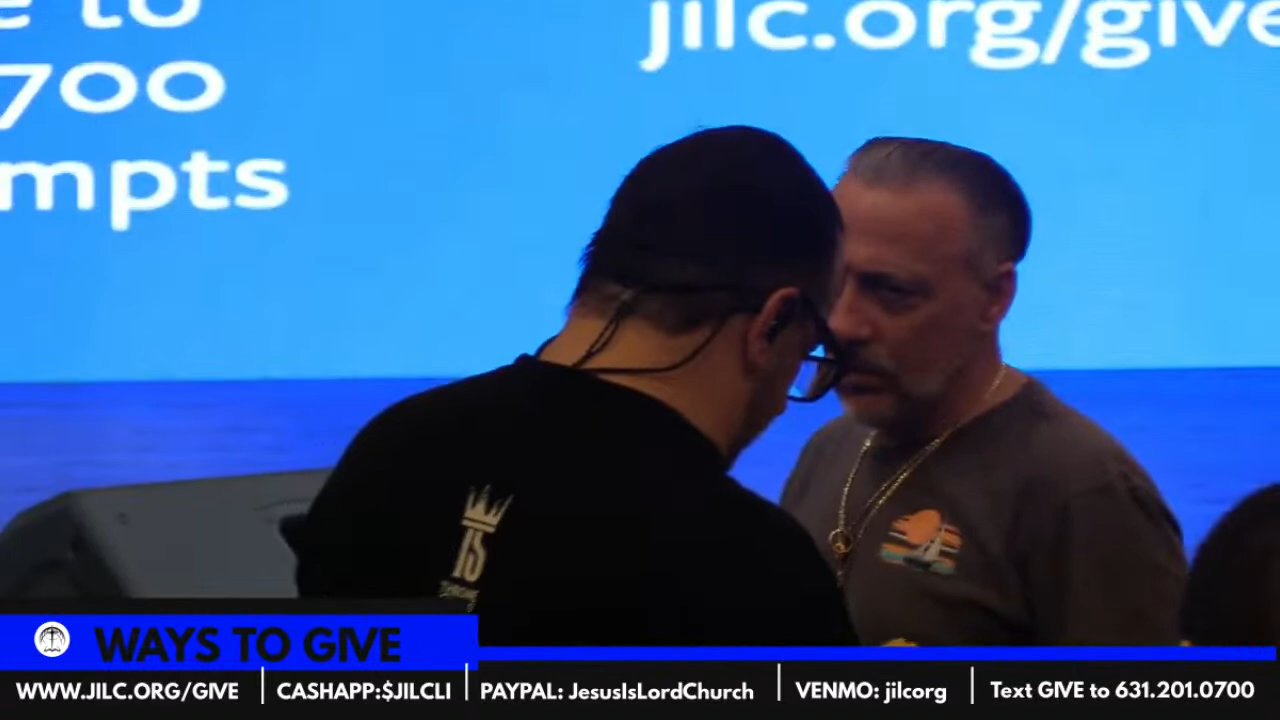 e to
700
mpts
jilc.org/give
IS
WAYS TO GIVE
WWW.JILC.ORG/GIVE
CASHAPP:$JILCLI
PAYPAL: JesusIsLordChurch
VENMO: jilcorg
Text GIVE to 631.201.0700